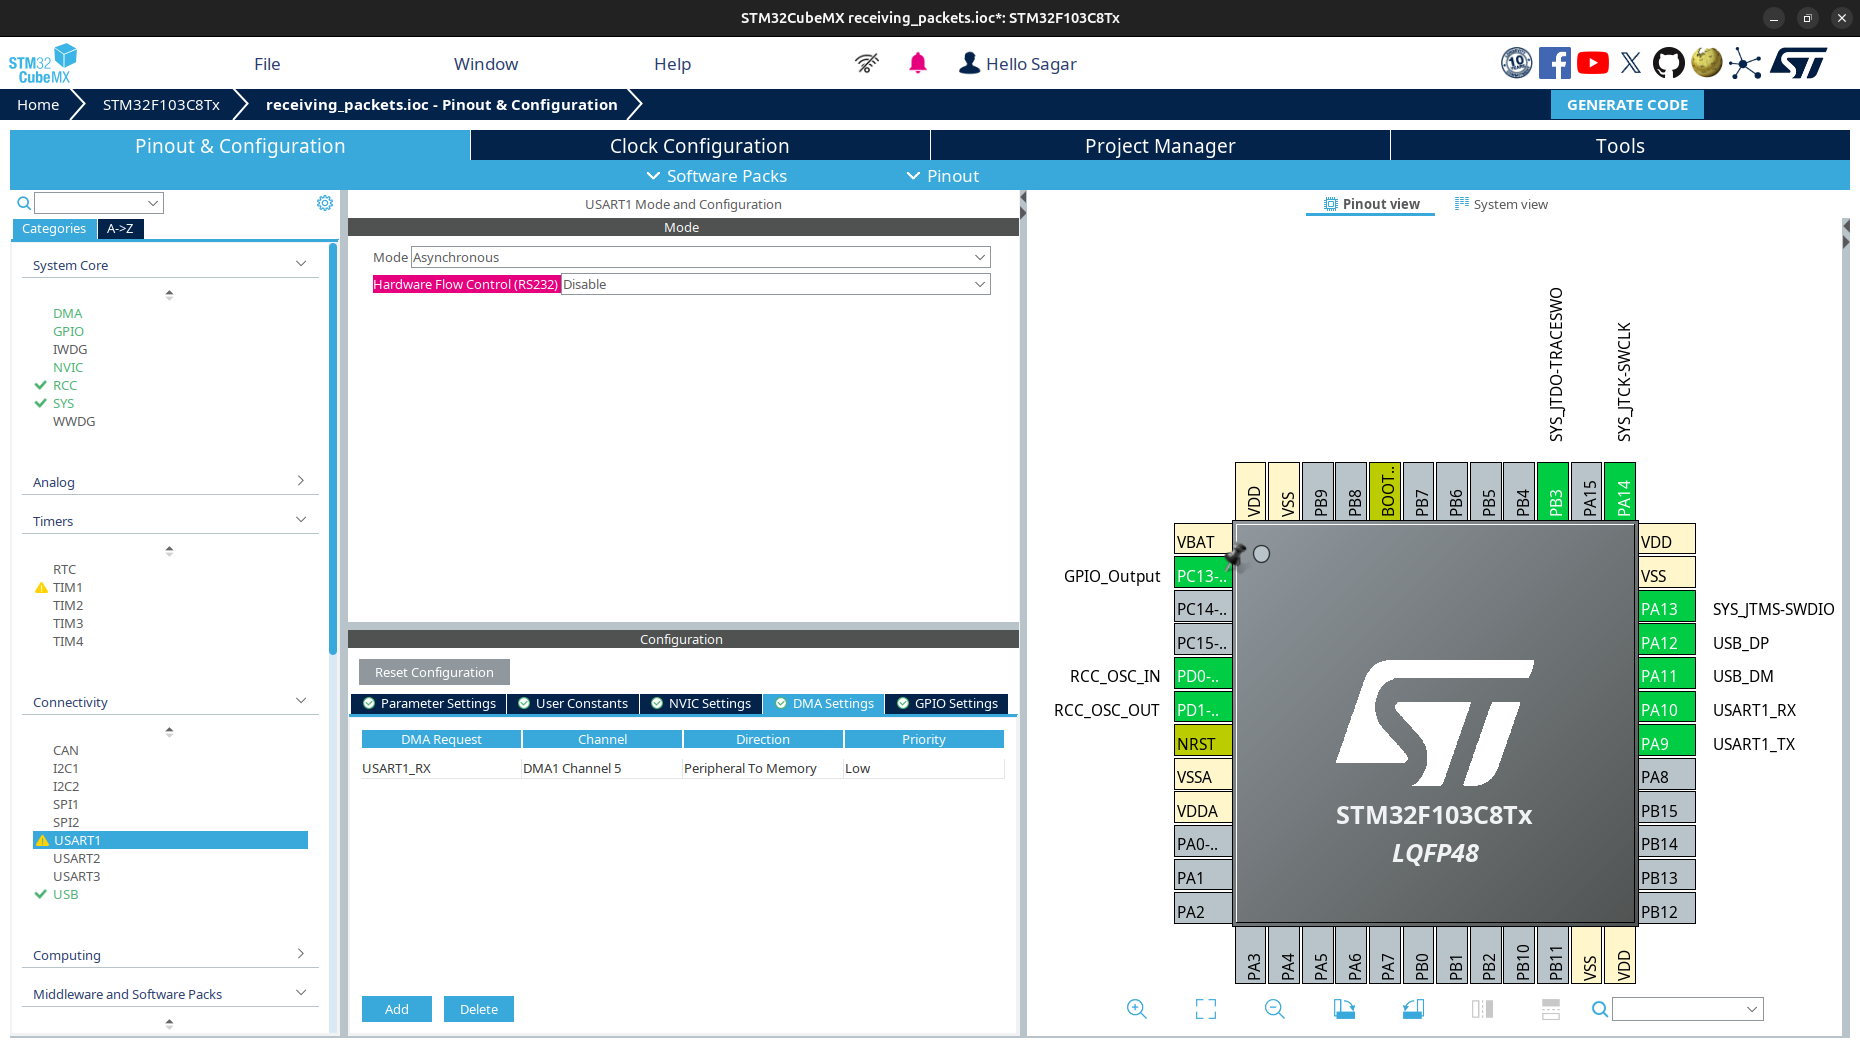 STM32CubeMX receiving_packets.ioc*: STM32F103C8Tx
STM32 CubeMX
File
Window
Help
Hello Sagar
10
Home
STM32F103C8Tx
receiving_packets.ioc - Pinout & Configuration
GENERATE CODE
Pinout & Configuration
Clock Configuration
Project Manager
Tools
Software Packs
Pinout
Categories
A->Z
System Core
DMA
GPIO
IWDG
NVIC
RCC
SYS
WWDG
Analog
Timers
RTC
TIM1
TIM2
TIM3
TIM4
Connectivity
CAN
I2C1
I2C2
SPI1
SPI2
USART1
USART2
USART3
USB
Computing
Middleware and Software Packs
USART1 Mode and Configuration
Mode
Mode Asynchronous
Hardware Flow Control (RS232) Disable
Configuration
Reset Configuration
Parameter Settings
User Constants
NVIC Settings
DMA Settings
GPIO Settings
DMA Request
Channel
Direction
Priority
USART1_RX
DMA1 Channel 5
Peripheral To Memory
Low
Add
Delete
Pinout view
System view
SYS_JTDO-TRACESWO
SYS_JTCK-SWCLK
VDD
VSS
PB9
PB8
BOOT..
PB7
PB6
PB5
PB4
PB3
PA15
PA14
VBAT
GPIO_Output
PC13-..
PC14-..
PC15-..
RCC_OSC_IN
PD0-..
RCC_OSC_OUT
PD1-..
NRST
VSSA
VDDA
PA0-..
PA1
PA2
ST
STM32F103C8Tx
LQFP48
VDD
VSS
PA13
SYS_JTMS-SWDIO
PA12
USB_DP
PA11
USB_DM
PA10
USART1_RX
PA9
USART1_TX
PA8
PB15
PB14
PB13
PB12
PA3
PA4
PA5
PA6
PA7
PB0
PB1
PB2
PB10
PB11
VSS
VDD